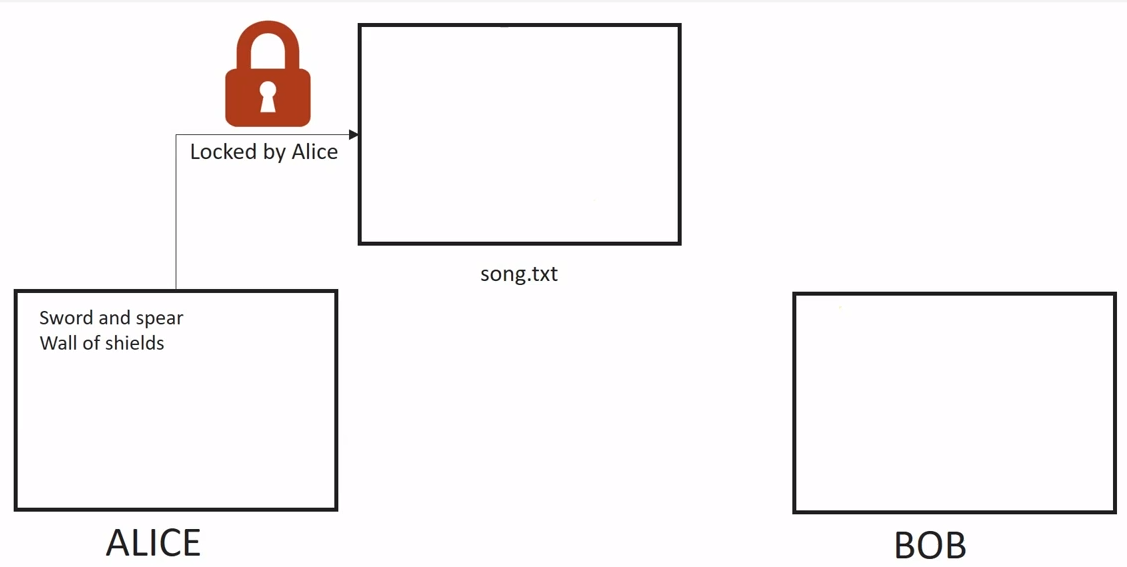 Locked by Alice
song.txt
Sword and spear
Wall of shields
ALICE
BOB